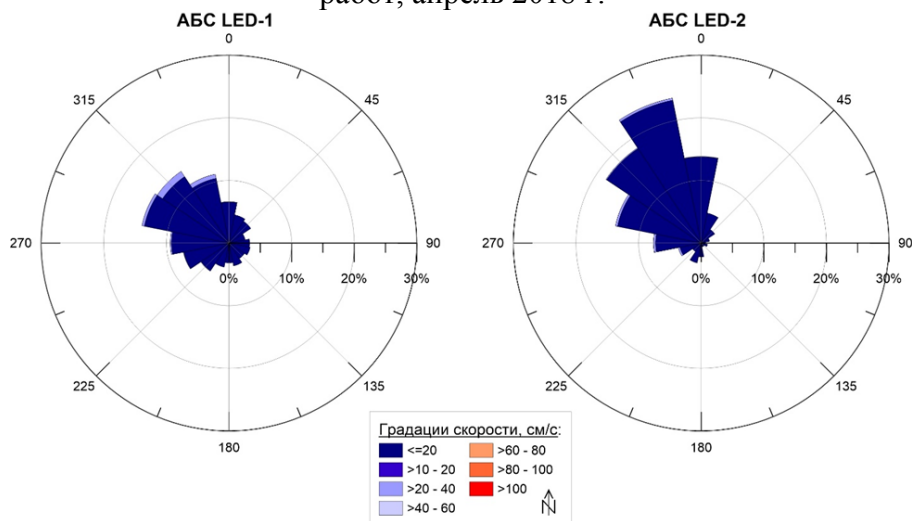 работ, апрель 2018 г.
АБС LED-1
АБС LED-2
0
0
315
45
315
45
270
90
270
90
0%
10%
20%
30%
0%
10%
20%
30%
225
135
225
135
180
180
Градации скорости, см/с:
<=20
>60 - 80
>10 - 20
>80 - 100
>20 - 40
>100
>40 - 60
N